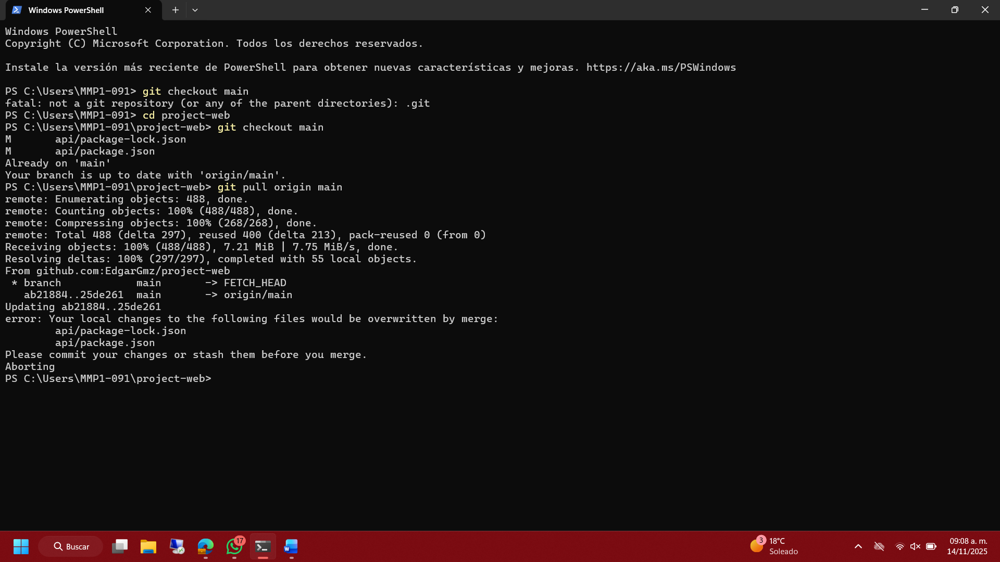 Windows PowerShell
Windows PowerShell
Copyright (C) Microsoft Corporation. Todos los derechos reservados.
Instale la versión más reciente de PowerShell para obtener nuevas características y mejoras. https://aka.ms/PSWindows
PS C:\Users\MMP1-091> git checkout main
fatal: not a git repository (or any of the parent directories): .git
PS C:\Users\MMP1-091> cd project-web
PS C:\Users\MMP1-091\project-web> git checkout main
M       api/package-lock.json
M       api/package.json
Already on 'main'
Your branch is up to date with 'origin/main'.
PS C:\Users\MMP1-091\project-web> git pull origin main
remote: Enumerating objects: 488, done.
remote: Counting objects: 100% (488/488), done.
remote: Compressing objects: 100% (268/268), done.
remote: Total 488 (delta 297), reused 400 (delta 213), pack-reused 0 (from 0)
Receiving objects: 100% (488/488), 7.21 MiB | 7.75 MiB/s, done.
Resolving deltas: 100% (297/297), completed with 55 local objects.
From github.com:EdgarGmz/project-web
 * branch            main       -> FETCH_HEAD
   ab21884..25de261  main       -> origin/main
Updating ab21884..25de261
error: Your local changes to the following files would be overwritten by merge:
        api/package-lock.json
        api/package.json
Please commit your changes or stash them before you merge.
Aborting
PS C:\Users\MMP1-091\project-web>
Buscar
17
W
3
18°C
Soleado
09:08 a. m.
14/11/2025